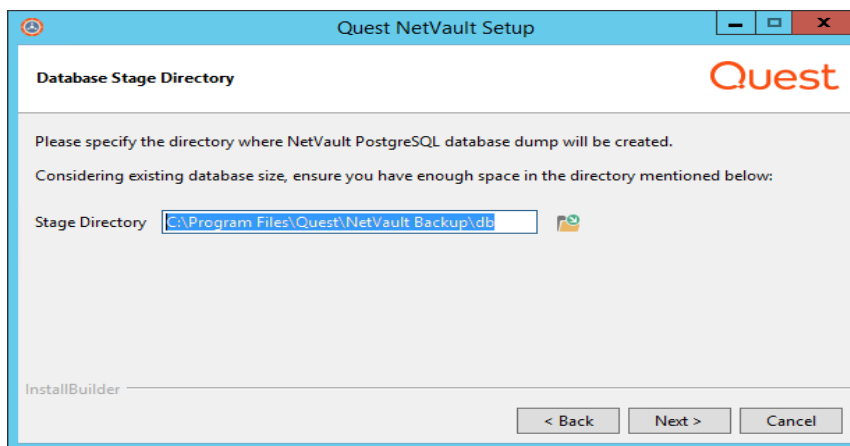 Quest NetVault Setup
Database Stage Directory
Quest
Please specify the directory where NetVault PostgreSQL database dump will be created.
Considering existing database size, ensure you have enough space in the directory mentioned below:
Stage Directory C:\Program Files\Quest\NetVault Backup\db
InstallBuilder
< Back Next > Cancel